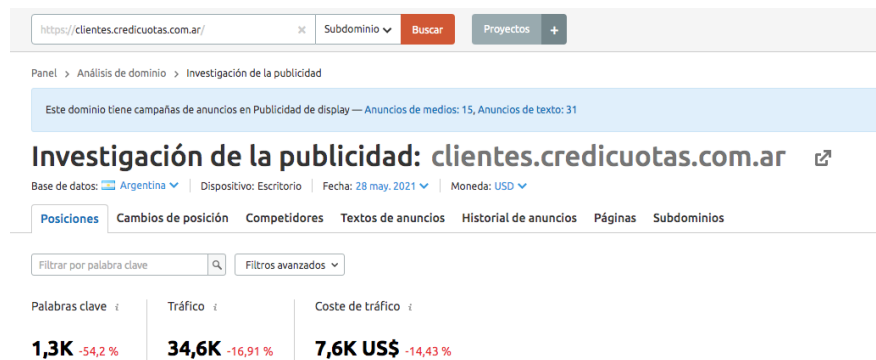 https://clientes.credicuotas.com.ar/ × Subdominio Buscar Proyectos +
Panel > Análisis de dominio > Investigación de la publicidad
Este dominio tiene campañas de anuncios en Publicidad de display — Anuncios de medios: 15, Anuncios de texto: 31
Investigación de la publicidad: clientes.credicuotas.com.ar
Base de datos: Argentina Dispositivo: Escritorio Fecha: 28 may. 2021 Moneda: USD
Posiciones Cambios de posición Competidores Textos de anuncios Historial de anuncios Páginas Subdominios
Filtrar por palabra clave Filtros avanzados
Palabras clave i Tráfico i Coste de tráfico i
1,3K -54,2 % 34,6K -16,91 % 7,6K US$ -14,43 %